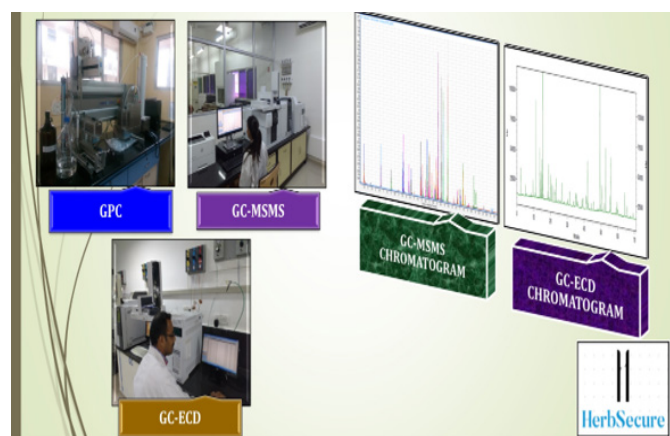 GPC
GC-MSMS
GC-MSMS
CHROMATOGRAM
GC-ECD
CHROMATOGRAM
GC-ECD
HerbSecure